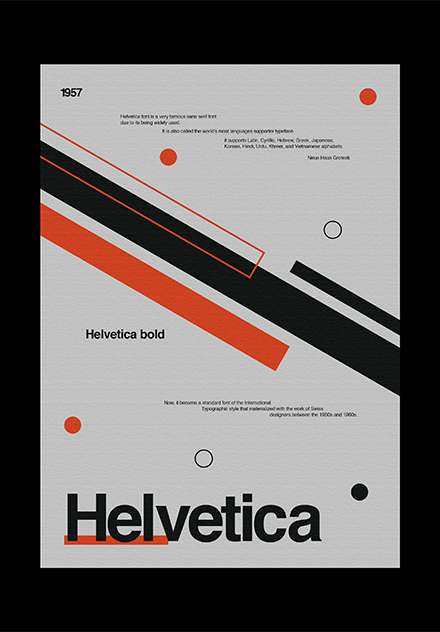 1957
Helvetica font is a very famous sans serif font
due to its being widely used.
It is also called the world's most languages supporter typeface
it supports Latin, Cyrillic, Hebrew, Greek, Japanese,
Korean, Hindi, Urdu, Khmer, and Vietnamese alphabets
Neue Haas Grotesk
Helvetica bold
Now, it became a standard font of the International
Typographic style that materialized with the work of Swiss
designers between the 1950s and 1960s.
Helvetica